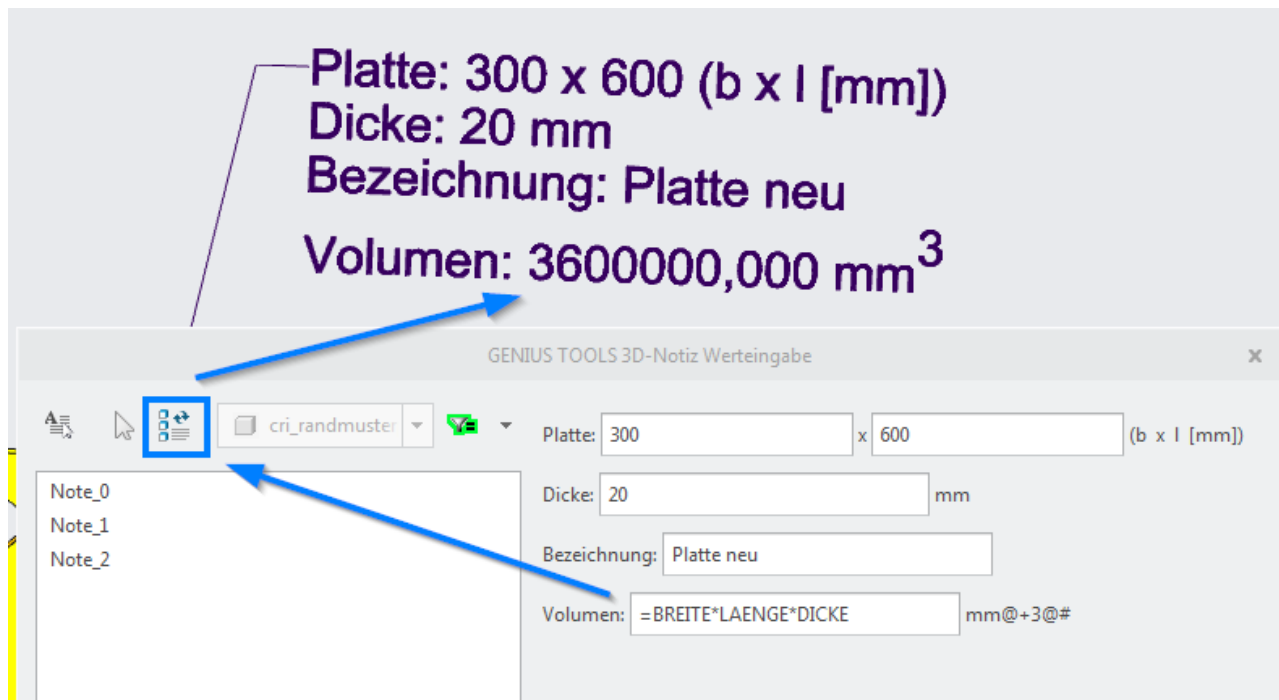 Platte: 300 x 600 (b x l [mm])
Dicke: 20 mm
Bezeichnung: Platte neu
Volumen: 3600000,000 mm³
GENIUS TOOLS 3D-Notiz Werteingabe
cri_randmuster
Platte: 300 x 600 (b x l [mm])
Note_0
Note_1
Note_2
Dicke: 20 mm
Bezeichnung: Platte neu
Volumen: =BREITE*LAENGE*DICKE mm@+3@#